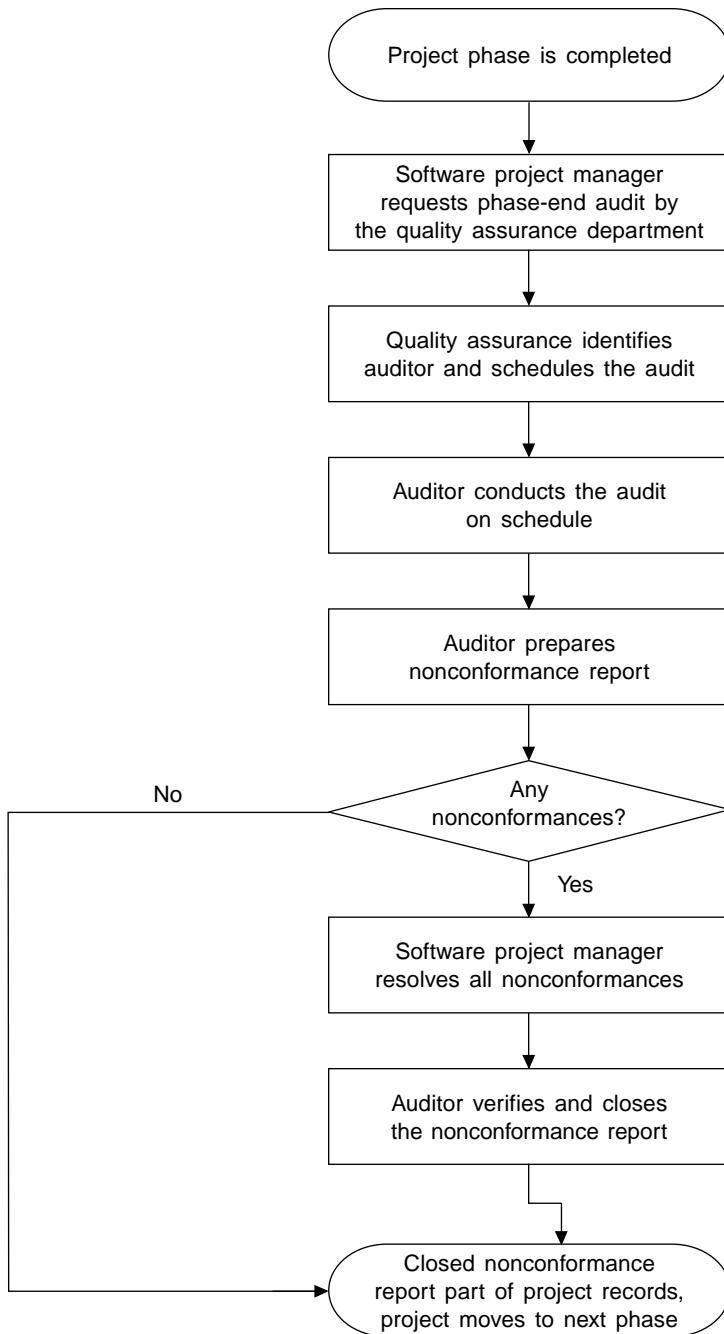 Project phase is completed
Software project manager
requests phase-end audit by
the quality assurance department
Quality assurance identifies
auditor and schedules the audit
Auditor conducts the audit
on schedule
Auditor prepares
nonconformance report
Any
nonconformances?
No
Yes
Software project manager
resolves all nonconformances
Auditor verifies and closes
the nonconformance report
Closed nonconformance
report part of project records,
project moves to next phase